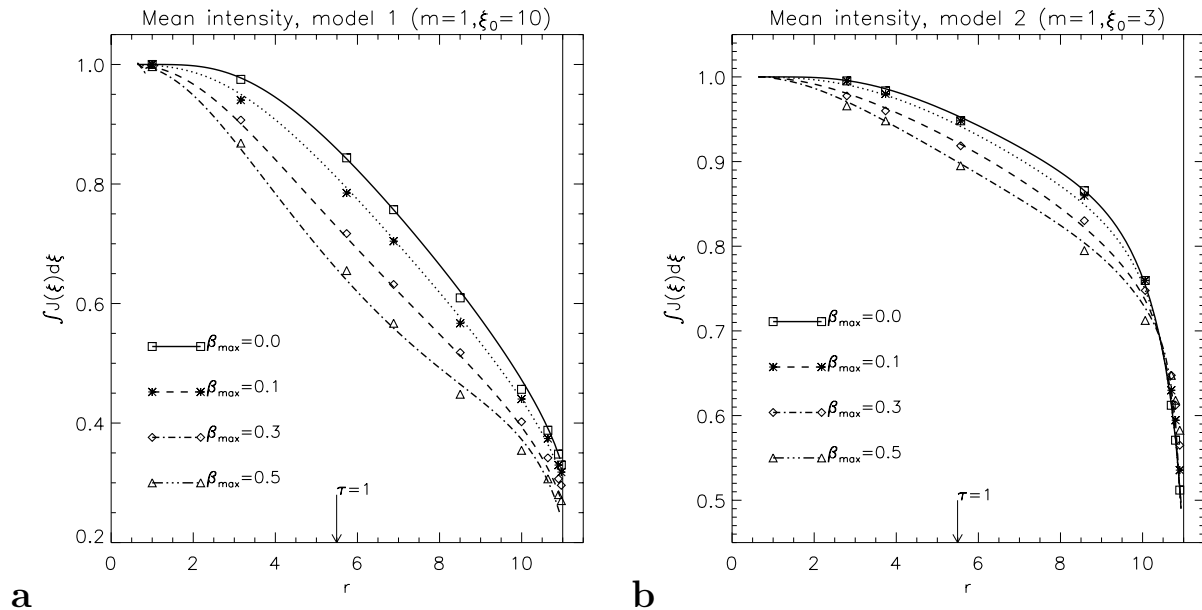 Mean intensity, model 1 (m=1,ξ₀=10)
1.0
0.8
0.6
0.4
0.2
∫J(ξ)dξ
β_max=0.0
β_max=0.1
β_max=0.3
β_max=0.5
τ=1
0 2 4 6 8 10
r
a
Mean intensity, model 2 (m=1,ξ₀=3)
1.0
0.9
0.8
0.7
0.6
0.5
∫J(ξ)dξ
β_max=0.0
β_max=0.1
β_max=0.3
β_max=0.5
τ=1
0 2 4 6 8 10
r
b